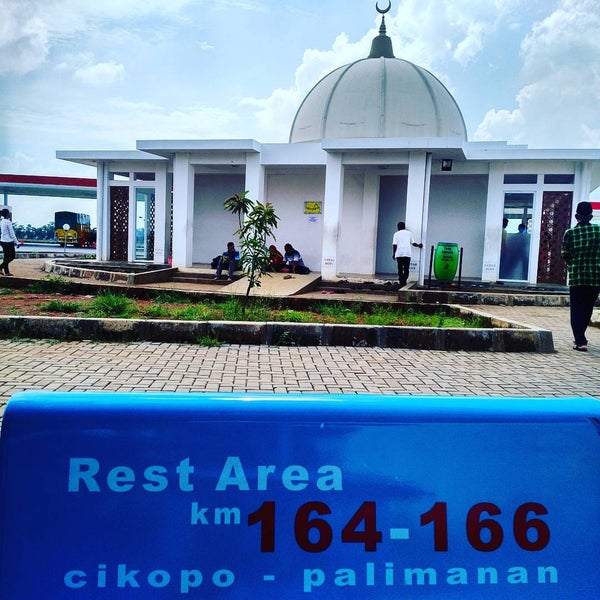 Rest Area
km 164-166
cikopo - palimanan